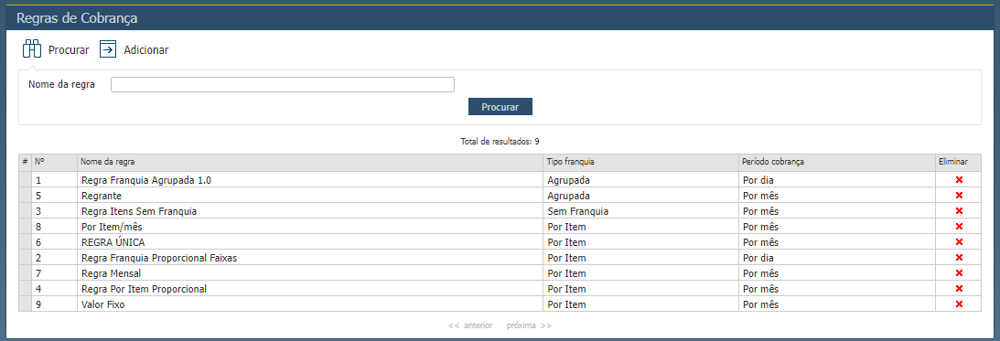 Regras de Cobrança
Procurar Adicionar
Nome da regra
Procurar
Total de resultados: 9
# Nº Nome da regra Tipo franquia Período cobrança Eliminar
1 Regra Franquia Agrupada 1.0 Agrupada Por dia
5 Regrante Agrupada Por mês
3 Regra Itens Sem Franquia Sem Franquia Por mês
8 Por Item/mês Por Item Por mês
6 REGRA ÚNICA Por Item Por mês
2 Regra Franquia Proporcional Faixas Por Item Por dia
7 Regra Mensal Por Item Por mês
4 Regra Por Item Proporcional Por Item Por mês
9 Valor Fixo Por Item Por mês
<< anterior próxima >>